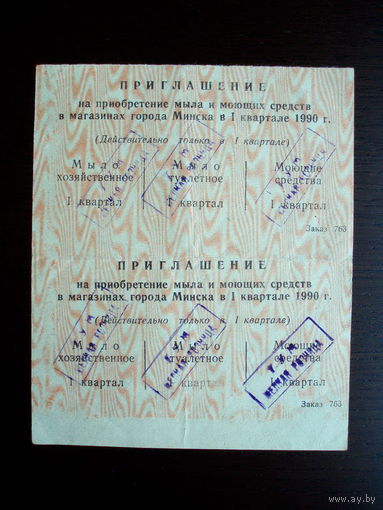 ПРИГЛАШЕНИЕ
на приобретение мыла и моющих средств
в магазинах города Минска в I квартале 1990 г.
(Действительно только в I квартале)
Мыло Мыло Моющие
хозяйственное туалетное средства
I квартал I квартал I квартал
Заказ 763
ПРИГЛАШЕНИЕ
на приобретение мыла и моющих средств
в магазинах города Минска в I квартале 1990 г.
(Действительно только в I квартале)
Мыло Мыло Моющие
хозяйственное туалетное средства
I квартал квартал квартал
Заказ 763
www.ay.by